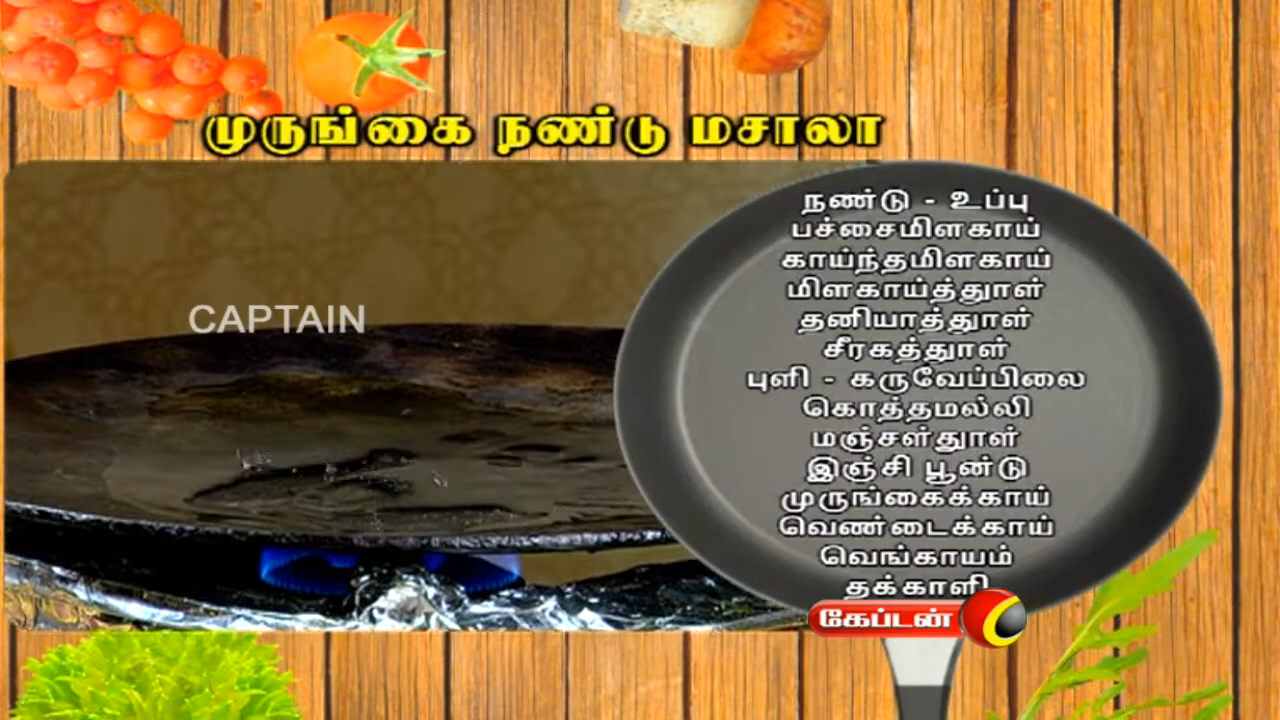 முருங்கை நண்டு மசாலா
CAPTAIN
நண்டு - உப்பு
பச்சைமிளகாய்
காய்ந்தமிளகாய்
மிளகாய்த்தூள்
தனியாத்தூள்
சீரகத்தூள்
புளி - கருவேப்பிலை
கொத்தமல்லி
மஞ்சள்தூள்
இஞ்சி பூண்டு
முருங்கைக்காய்
வெண்டைக்காய்
வெங்காயம்
தக்காளி
கேப்டன்